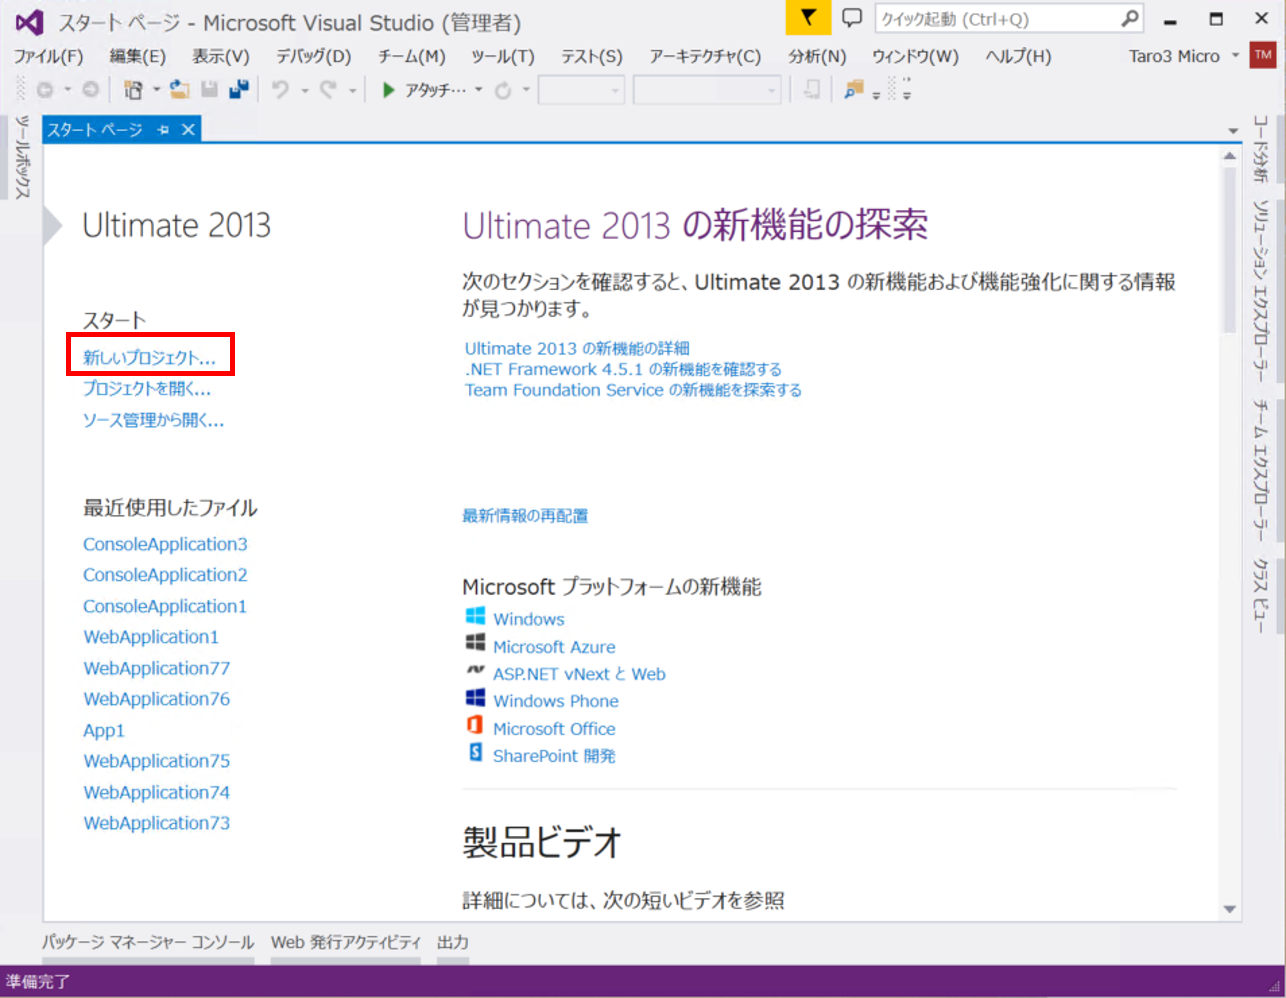 スタート ページ - Microsoft Visual Studio (管理者)
クイック起動 (Ctrl+Q)
ファイル(F) 編集(E) 表示(V) デバッグ(D) チーム(M) ツール(T) テスト(S) アーキテクチャ(C) 分析(N) ウィンドウ(W) ヘルプ(H)
Taro3 Micro
TM
アタッチ…
ツールボックス
スタート ページ
Ultimate 2013
スタート
新しいプロジェクト...
プロジェクトを開く...
ソース管理から開く...
最近使用したファイル
ConsoleApplication3
ConsoleApplication2
ConsoleApplication1
WebApplication1
WebApplication77
WebApplication76
App1
WebApplication75
WebApplication74
WebApplication73
Ultimate 2013 の新機能の探索
次のセクションを確認すると、Ultimate 2013 の新機能および機能強化に関する情報
が見つかります。
Ultimate 2013 の新機能の詳細
.NET Framework 4.5.1 の新機能を確認する
Team Foundation Service の新機能を探索する
最新情報の再配置
Microsoft プラットフォームの新機能
Windows
Microsoft Azure
ASP.NET vNext と Web
Windows Phone
Microsoft Office
SharePoint 開発
製品ビデオ
詳細については、次の短いビデオを参照
コード分析
ソリューション エクスプローラー
チーム エクスプローラー
クラス ビュー
パッケージ マネージャー コンソール
Web 発行アクティビティ
出力
準備完了